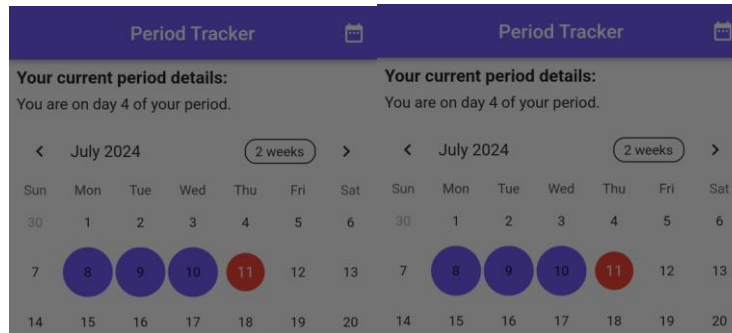 Period Tracker
Your current period details:
You are on day 4 of your period.
July 2024 2 weeks
Sun Mon Tue Wed Thu Fri Sat
30 1 2 3 4 5 6
7 8 9 10 11 12 13
14 15 16 17 18 19 20
Period Tracker
Your current period details:
You are on day 4 of your period.
July 2024 2 weeks
Sun Mon Tue Wed Thu Fri Sat
30 1 2 3 4 5 6
7 8 9 10 11 12 13
14 15 16 17 18 19 20